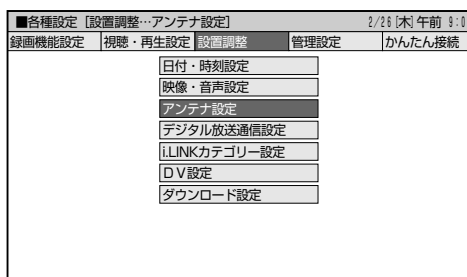 ■各種設定［設置調整…アンテナ設定］ 2/26[木]午前 9:0
録画機能設定 視聴・再生設定 設置調整 管理設定 かんたん接続
日付・時刻設定
映像・音声設定
アンテナ設定
デジタル放送通信設定
i.LINKカテゴリー設定
ＤＶ設定
ダウンロード設定